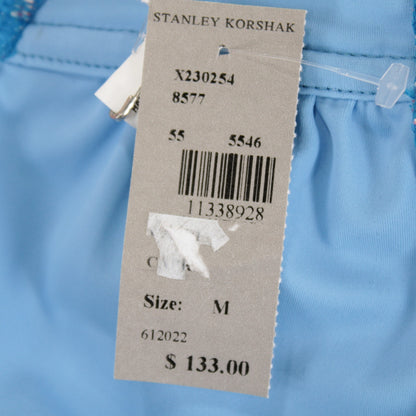 STANLEY KORSHAK
X230254
8577
55 5546
11338928
Size: M
612022
$ 133.00